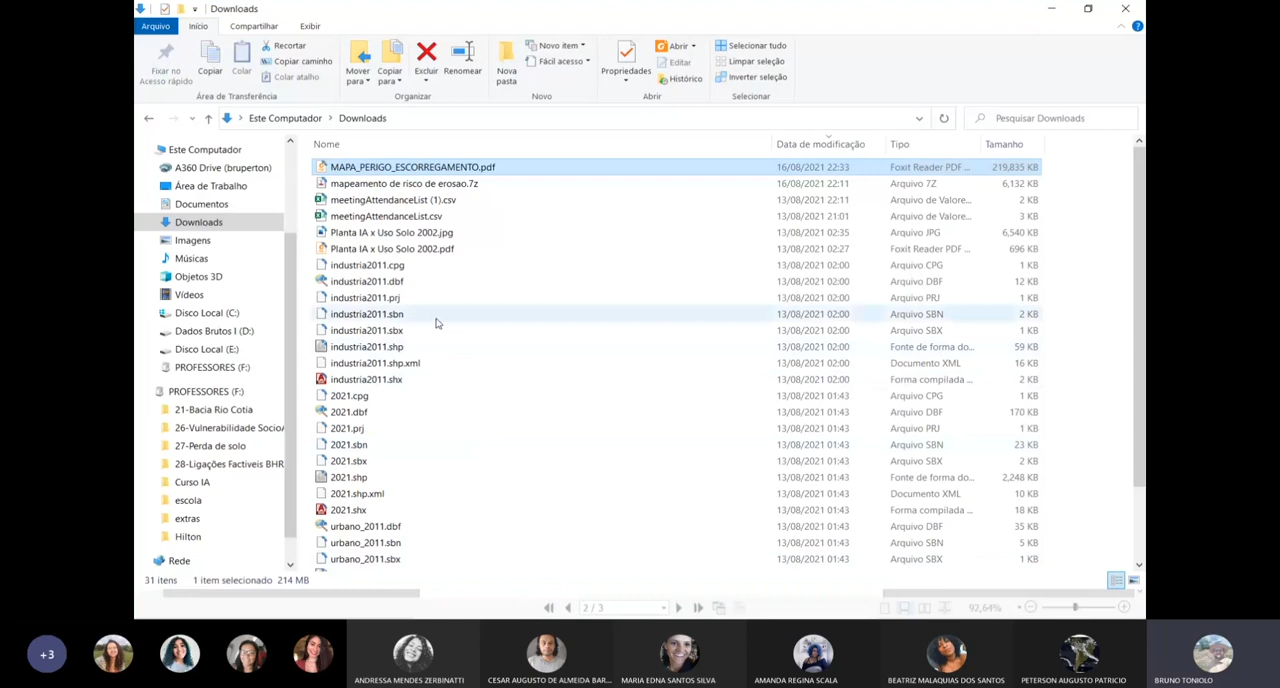 Downloads
Arquivo Início Compartilhar Exibir
Fixar no Acesso rápido
Copiar
Colar
Recortar
Copiar caminho
Colar atalho
Área de Transferência
Mover para
Copiar para
Excluir
Renomear
Organizar
Nova pasta
Novo item
Fácil acesso
Novo
Propriedades
Abrir
Editar
Histórico
Abrir
Selecionar tudo
Limpar seleção
Inverter seleção
Selecionar
Este Computador > Downloads
Pesquisar Downloads
Este Computador
A360 Drive (bruperton)
Área de Trabalho
Documentos
Downloads
Imagens
Músicas
Objetos 3D
Vídeos
Disco Local (C:)
Dados Brutos I (D:)
Disco Local (E:)
PROFESSORES (F:)
PROFESSORES (F:)
21-Bacia Rio Cotia
26-Vulnerabilidade Socio
27-Perda de solo
28-Ligações Factiveis BHR
Curso IA
escola
extras
Hilton
Rede
Nome Data de modificação Tipo Tamanho
MAPA_PERIGO_ESCORREGAMENTO.pdf 16/08/2021 22:33 Foxit Reader PDF ... 219,835 KB
mapeamento de risco de erosao.7z 16/08/2021 22:11 Arquivo 7Z 6,132 KB
meetingAttendanceList (1).csv 13/08/2021 22:11 Arquivo de Valore... 2 KB
meetingAttendanceList.csv 13/08/2021 21:01 Arquivo de Valore... 3 KB
Planta IA x Uso Solo 2002.jpg 13/08/2021 02:35 Arquivo JPG 6,540 KB
Planta IA x Uso Solo 2002.pdf 13/08/2021 02:27 Foxit Reader PDF ... 696 KB
industria2011.cpg 13/08/2021 02:00 Arquivo CPG 1 KB
industria2011.dbf 13/08/2021 02:00 Arquivo DBF 12 KB
industria2011.prj 13/08/2021 02:00 Arquivo PRJ 1 KB
industria2011.sbn 13/08/2021 02:00 Arquivo SBN 2 KB
industria2011.sbx 13/08/2021 02:00 Arquivo SBX 1 KB
industria2011.shp 13/08/2021 02:00 Fonte de forma do... 59 KB
industria2011.shp.xml 13/08/2021 02:00 Documento XML 16 KB
industria2011.shx 13/08/2021 02:00 Forma compilada ... 2 KB
2021.cpg 13/08/2021 01:43 Arquivo CPG 1 KB
2021.dbf 13/08/2021 01:43 Arquivo DBF 170 KB
2021.prj 13/08/2021 01:43 Arquivo PRJ 1 KB
2021.sbn 13/08/2021 01:43 Arquivo SBN 23 KB
2021.sbx 13/08/2021 01:43 Arquivo SBX 2 KB
2021.shp 13/08/2021 01:43 Fonte de forma do... 2,248 KB
2021.shp.xml 13/08/2021 01:43 Documento XML 10 KB
2021.shx 13/08/2021 01:43 Forma compilada ... 18 KB
urbano_2011.dbf 13/08/2021 01:43 Arquivo DBF 35 KB
urbano_2011.sbn 13/08/2021 01:43 Arquivo SBN 5 KB
urbano_2011.sbx 13/08/2021 01:43 Arquivo SBX 1 KB
31 itens 1 item selecionado 214 MB
2 / 3
92,64%
+3
ANDRESSA MENDES ZERBINATTI
CESAR AUGUSTO DE ALMEIDA BAR...
MARIA EDNA SANTOS SILVA
AMANDA REGINA SCALA
BEATRIZ MALAQUIAS DOS SANTOS
PETERSON AUGUSTO PATRICIO
BRUNO TONIOLO